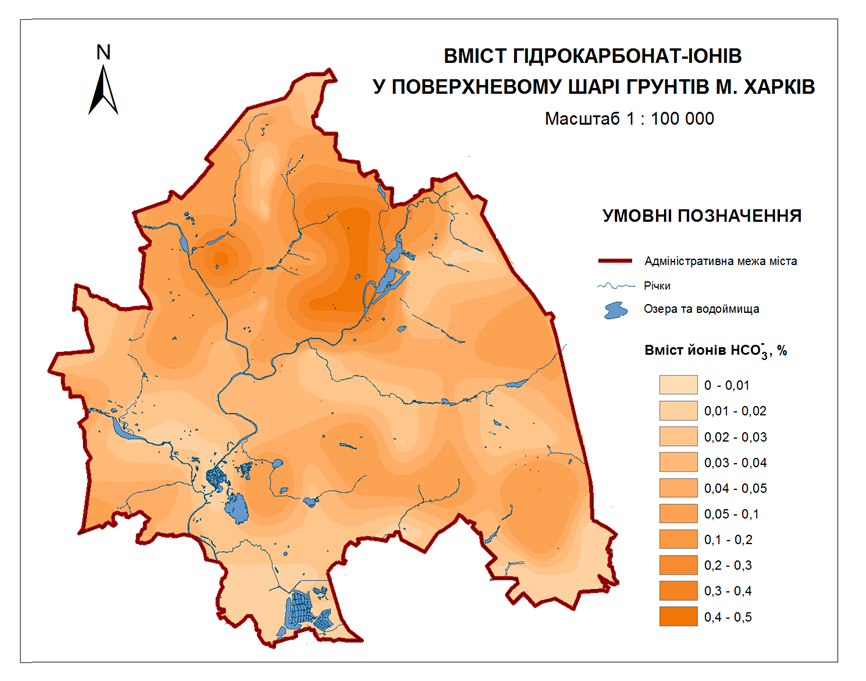 N
ВМІСТ ГІДРОКАРБОНАТ-ІОНІВ
У ПОВЕРХНЕВОМУ ШАРІ ГРУНТІВ М. ХАРКІВ
Масштаб 1 : 100 000
УМОВНІ ПОЗНАЧЕННЯ
Адміністративна межа міста
Річки
Озера та водоймища
Вміст йонів HCO₃⁻, %
0 - 0,01
0,01 - 0,02
0,02 - 0,03
0,03 - 0,04
0,04 - 0,05
0,05 - 0,1
0,1 - 0,2
0,2 - 0,3
0,3 - 0,4
0,4 - 0,5